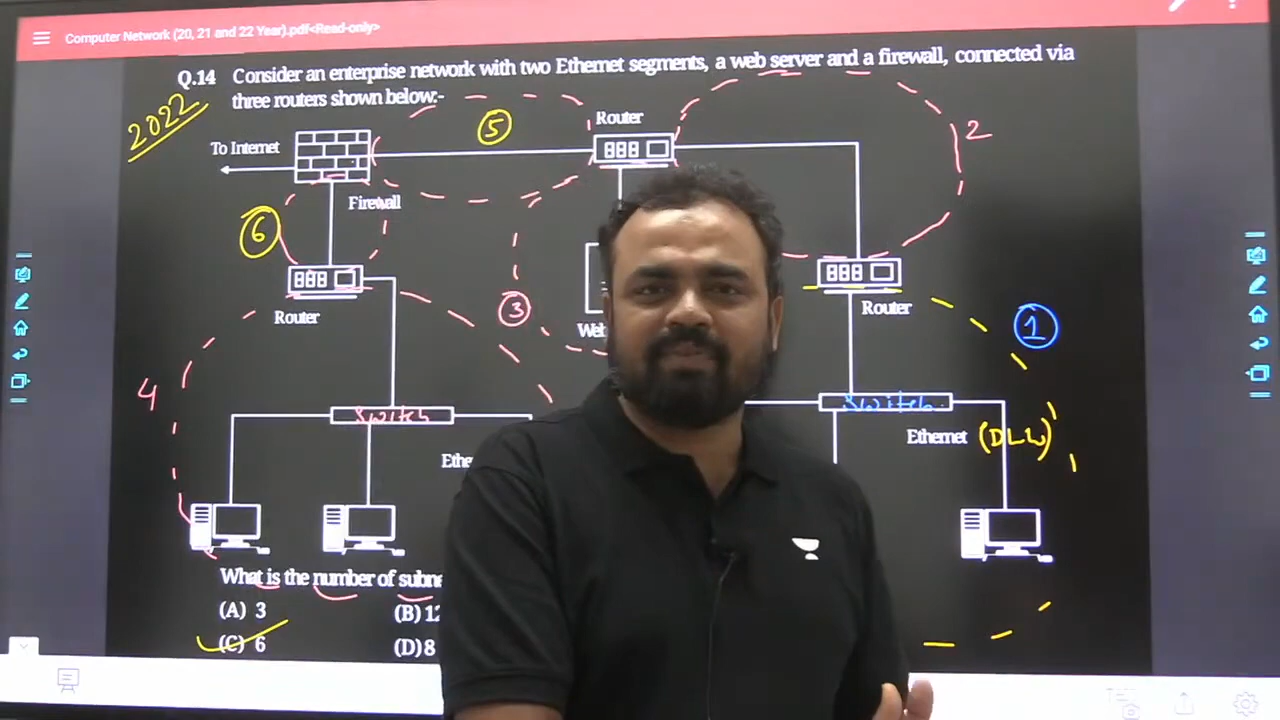 Computer Network (20, 21 and 22 Year).pdf<Read-only>
Q.14 Consider an enterprise network with two Ethernet segments, a web server and a firewall, connected via
three routers shown below:-
2022
To Internet
Firewall
5
Router
2
6
Router
3
Web
Router
1
4
Switch
Switch
Ethernet (DLL)
What is the number of
(A) 3
(C) 6
(D) 8